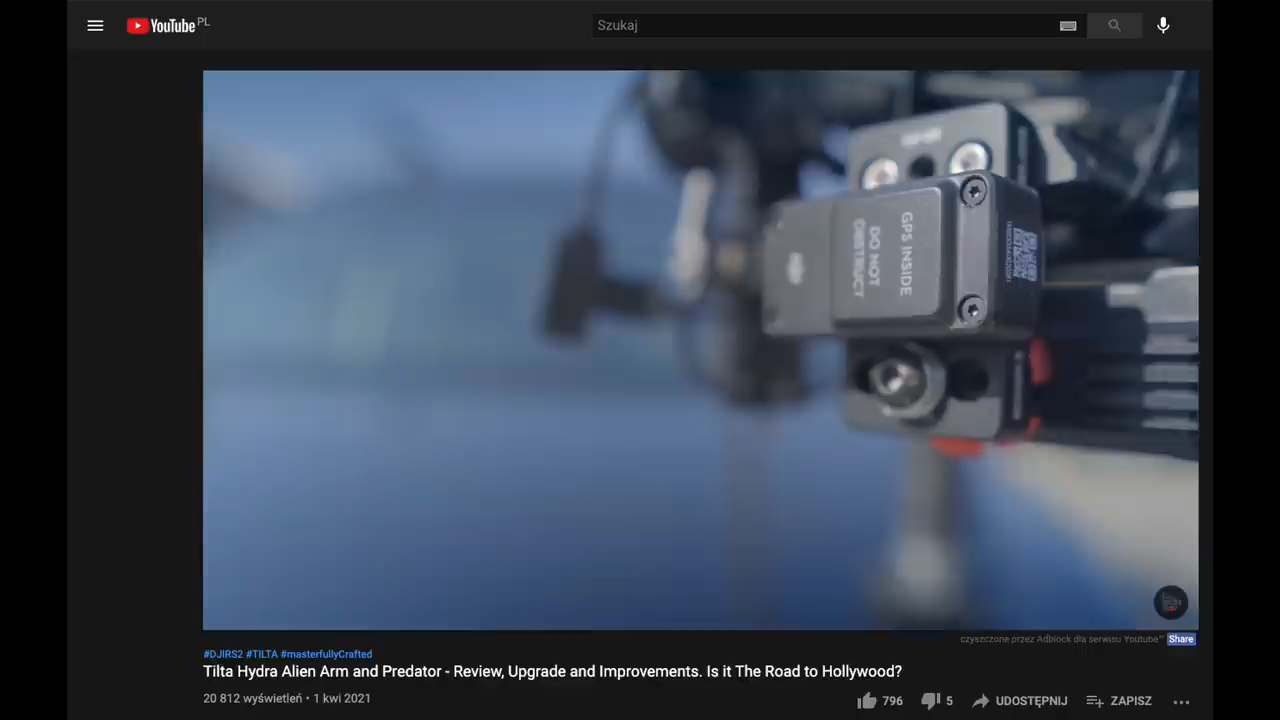 YouTube PL
Szukaj
GPS INSIDE
DO NOT
OBSTRUCT
czyszczone przez Adblock dla serwisu Youtube™ Share
#DJIRS2 #TILTA #masterfullyCrafted
Tilta Hydra Alien Arm and Predator - Review, Upgrade and Improvements. Is it The Road to Hollywood?
20 812 wyświetleń • 1 kwi 2021
796 5 UDOSTĘPNIJ ZAPISZ